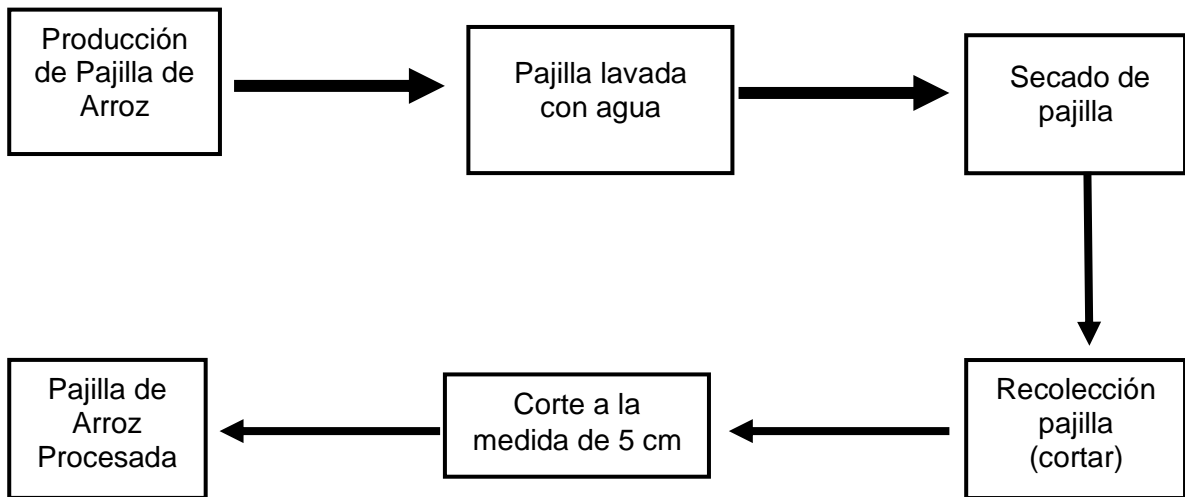 Producción
de Pajilla de
Arroz
Pajilla lavada
con agua
Secado de
pajilla
Recolección
pajilla
(cortar)
Corte a la
medida de 5 cm
Pajilla de
Arroz
Procesada